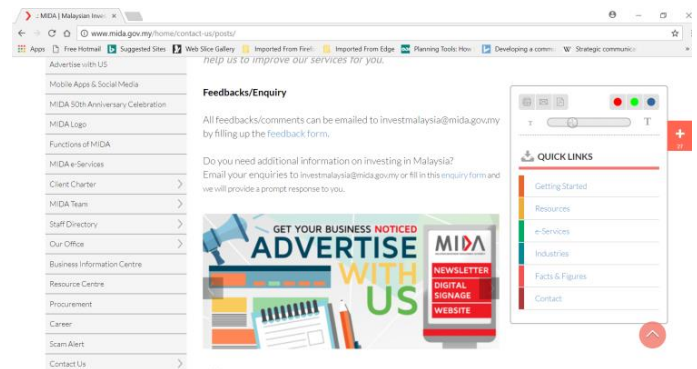 MIDA | Malaysian Inves
www.mida.gov.my/home/contact-us/posts/
Apps
Free Hotmail
Suggested Sites
Web Slice Gallery
Imported From Firef
Imported From Edge
Planning Tools: How
Developing a comm
Strategic communic
Advertise with US
Mobile Apps & Social Media
MIDA 50th Anniversary Celebration
MIDA Logo
Functions of MIDA
MIDA e-Services
Client Charter
MIDA Team
Staff Directory
Our Office
Business Information Centre
Resource Centre
Procurement
Career
Scam Alert
Contact Us
help us to improve our services for you.
Feedbacks/Enquiry
All feedbacks/comments can be emailed to investmalaysia@mida.gov.my
by filling up the feedback form.
Do you need additional information on investing in Malaysia?
Email your enquiries to investmalaysia@mida.gov.my or fill in this enquiry form and
we will provide a prompt response to you.
GET YOUR BUSINESS NOTICED
ADVERTISE
WITH
US
MIDA
NEWSLETTER
DIGITAL
SIGNAGE
WEBSITE
T
T
QUICK LINKS
Getting Started
Resources
e-Services
Industries
Facts & Figures
Contact